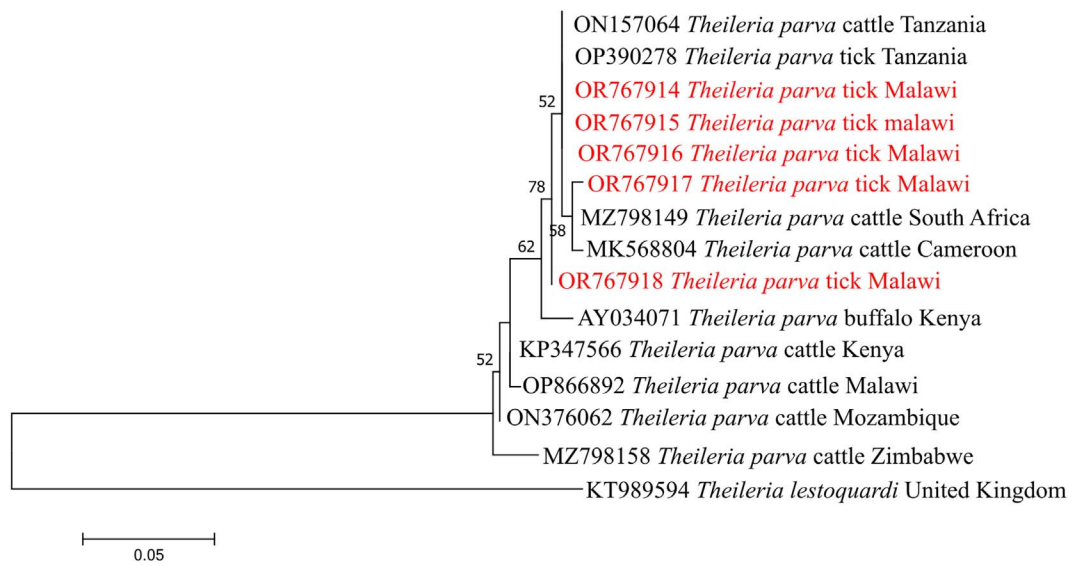 ON157064 Theileria parva cattle Tanzania
OP390278 Theileria parva tick Tanzania
OR767914 Theileria parva tick Malawi
52
OR767915 Theileria parva tick malawi
OR767916 Theileria parva tick Malawi
OR767917 Theileria parva tick Malawi
78
MZ798149 Theileria parva cattle South Africa
58
MK568804 Theileria parva cattle Cameroon
62
OR767918 Theileria parva tick Malawi
AY034071 Theileria parva buffalo Kenya
KP347566 Theileria parva cattle Kenya
52
OP866892 Theileria parva cattle Malawi
ON376062 Theileria parva cattle Mozambique
MZ798158 Theileria parva cattle Zimbabwe
KT989594 Theileria lestoquardi United Kingdom
0.05